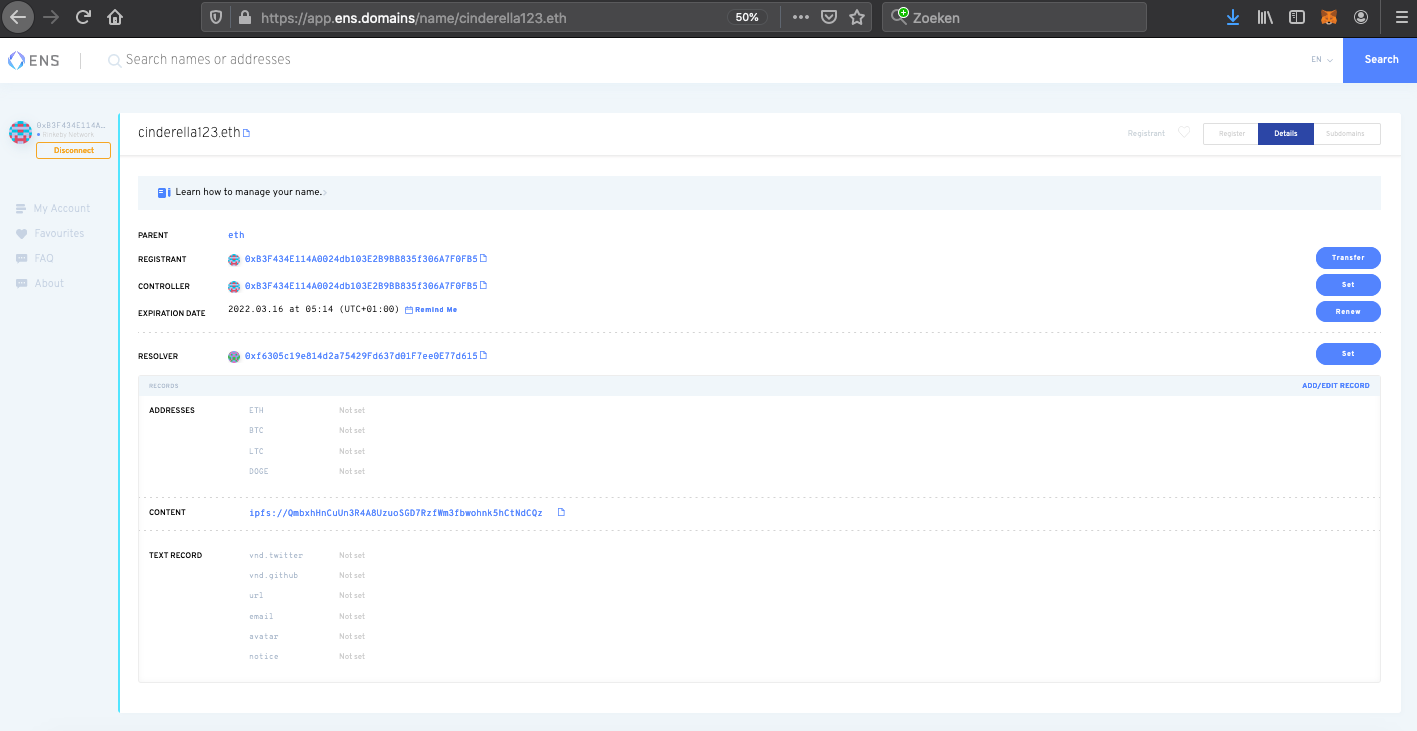 https://app.ens.domains/name/cinderella123.eth 50% Zoeken
ENS Search names or addresses EN Search
0xB3F434E114A...
Rinkeby Network
Disconnect
My Account
Favourites
FAQ
About
cinderella123.eth Registrant Register Details Subdomains
Learn how to manage your name.
PARENT eth
REGISTRANT 0xB3F434E114A0024db103E2B9BB835f306A7F0FB5 Transfer
CONTROLLER 0xB3F434E114A0024db103E2B9BB835f306A7F0FB5 Set
EXPIRATION DATE 2022.03.16 at 05:14 (UTC+01:00) Remind Me Renew
RESOLVER 0xf6305c19e814d2a75429Fd637d01F7ee0E77d615 Set
RECORDS ADD/EDIT RECORD
ADDRESSES ETH Not set
BTC Not set
LTC Not set
DOGE Not set
CONTENT ipfs://QmbxhHnCuUn3R4A8UzuoSGD7RzfWm3fbwohnk5hCtNdCQz
TEXT RECORD vnd.twitter Not set
vnd.github Not set
url Not set
email Not set
avatar Not set
notice Not set